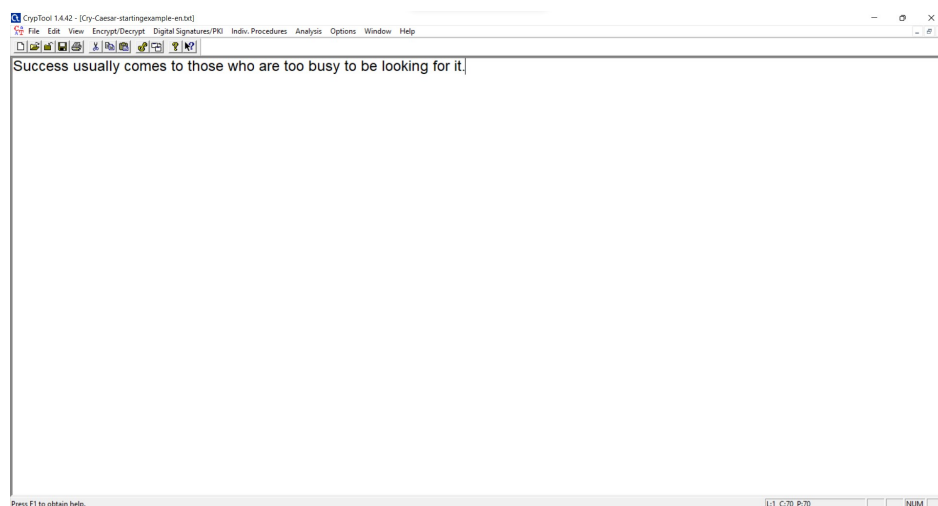 CrypTool 1.4.42 - [Cry-Caesar-startingexample-en.txt]
File Edit View Encrypt/Decrypt Digital Signatures/PKI Indiv. Procedures Analysis Options Window Help
Success usually comes to those who are too busy to be looking for it.
Press F1 to obtain help. L:1 C:70 P:70 NUM